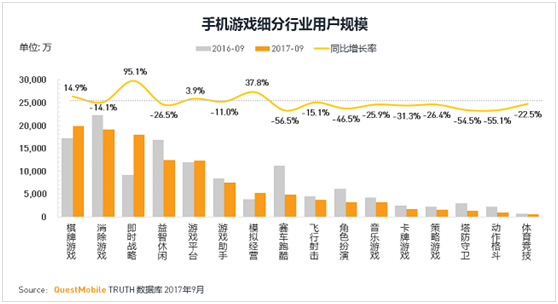 手机游戏细分行业用户规模
单位: 万
2016-09 2017-09 同比增长率
14.9% -14.1% 95.1% -26.5% 3.9% -11.0% 37.8% -56.5% -15.1% -46.5% -25.9% -31.3% -26.4% -54.5% -55.1% -22.5%
30,000
25,000
20,000
15,000
10,000
5,000
0
棋牌游戏
消除游戏
即时战略
益智休闲
游戏平台
游戏助手
模拟经营
赛车跑酷
飞行射击
角色扮演
音乐游戏
卡牌游戏
策略游戏
塔防守卫
动作格斗
体育竞技
Source: QuestMobile TRUTH 数据库 2017年9月